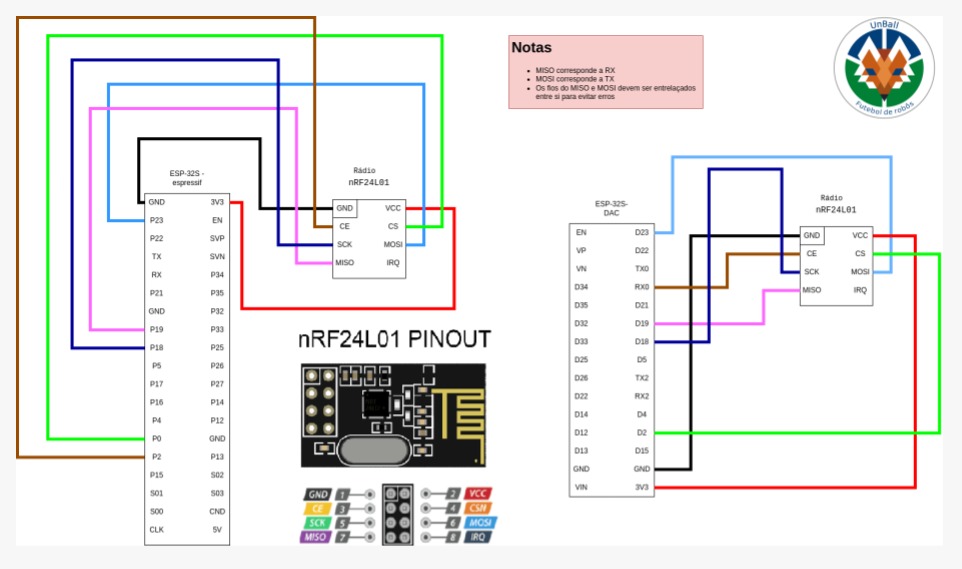 Notas
MISO corresponde a RX
MOSI corresponde a TX
Os fios do MISO e MOSI devem ser entrelaçados
entre si para evitar erros
UnBall
Futebol de robôs
ESP-32S -
espressif
GND 3V3
P23 EN
P22 SVP
TX SVN
RX P34
P21 P35
GND P32
P19 P33
P18 P25
P5 P26
P17 P27
P16 P14
P4 P12
P0 GND
P2 P13
P15 S02
S01 S03
S00 CND
CLK 5V
Rádio
nRF24L01
GND VCC
CE CS
SCK MOSI
MISO IRQ
nRF24L01 PINOUT
GND 1 2 VCC
CE 3 4 CSN
SCK 5 6 MOSI
MISO 7 8 IRQ
ESP-32S-
DAC
EN D23
VP D22
VN TX0
D34 RX0
D35 D21
D32 D19
D33 D18
D25 D5
D26 TX2
D22 RX2
D14 D4
D12 D2
D13 D15
GND GND
VIN 3V3
Rádio
nRF24L01
GND VCC
CE CS
SCK MOSI
MISO IRQ